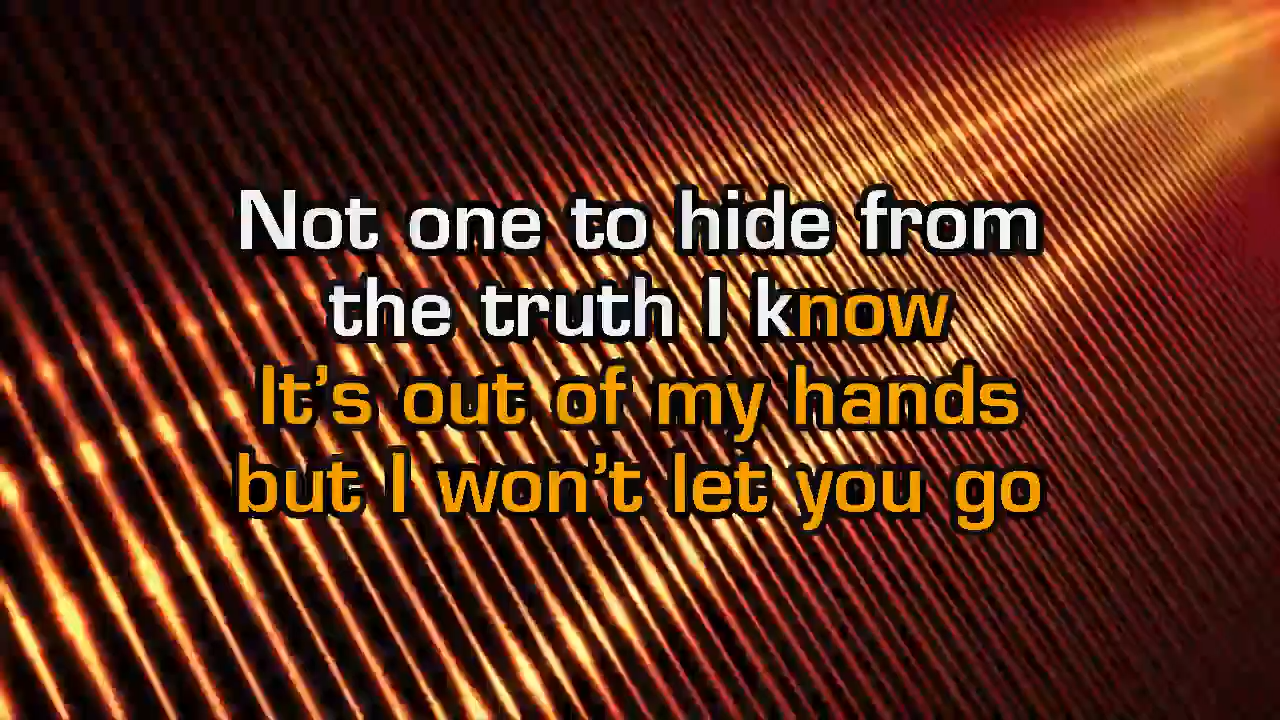 Not one to hide from
the truth I know
It's out of my hands
but I won't let you go